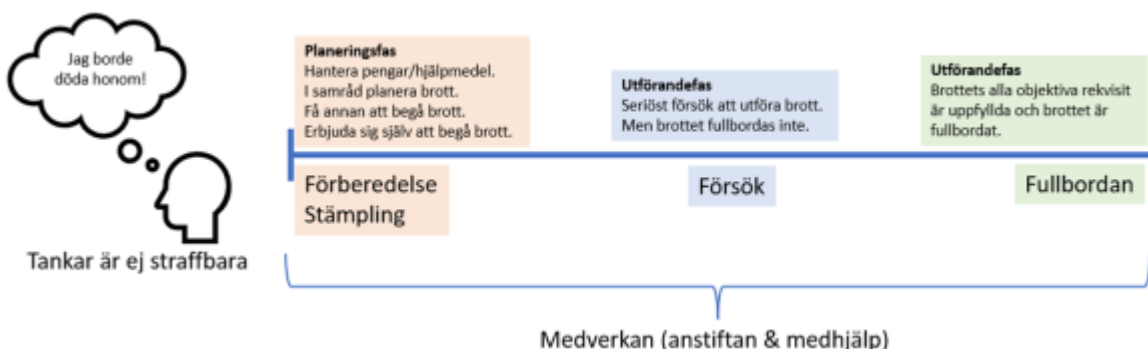 Jag borde
döda honom!
Tankar är ej straffbara
Planeringsfas
Hantera pengar/hjälpmedel.
I samråd planera brott.
Få annan att begå brott.
Erbjuda sig själv att begå brott.
Förberedelse
Stämpling
Utförandefas
Seriöst försök att utföra brott.
Men brottet fullbordas inte.
Försök
Utförandefas
Brottets alla objektiva rekvisit
är uppfyllda och brottet är
fullbordat.
Fullbordan
Medverkan (anstiftan & medhjälp)